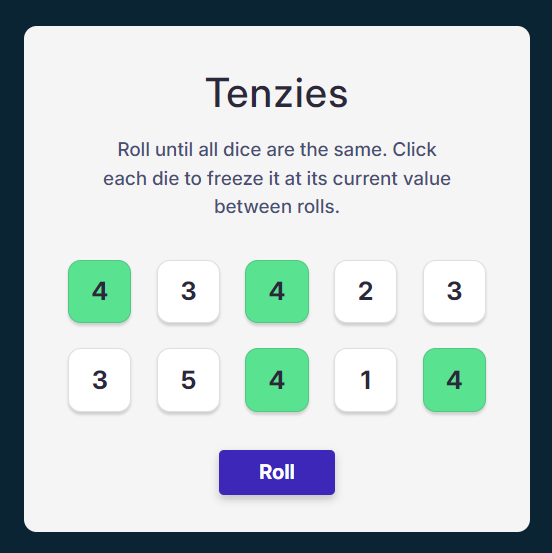 Tenzies
Roll until all dice are the same. Click
each die to freeze it at its current value
between rolls.
4 3 4 2 3
3 5 4 1 4
Roll